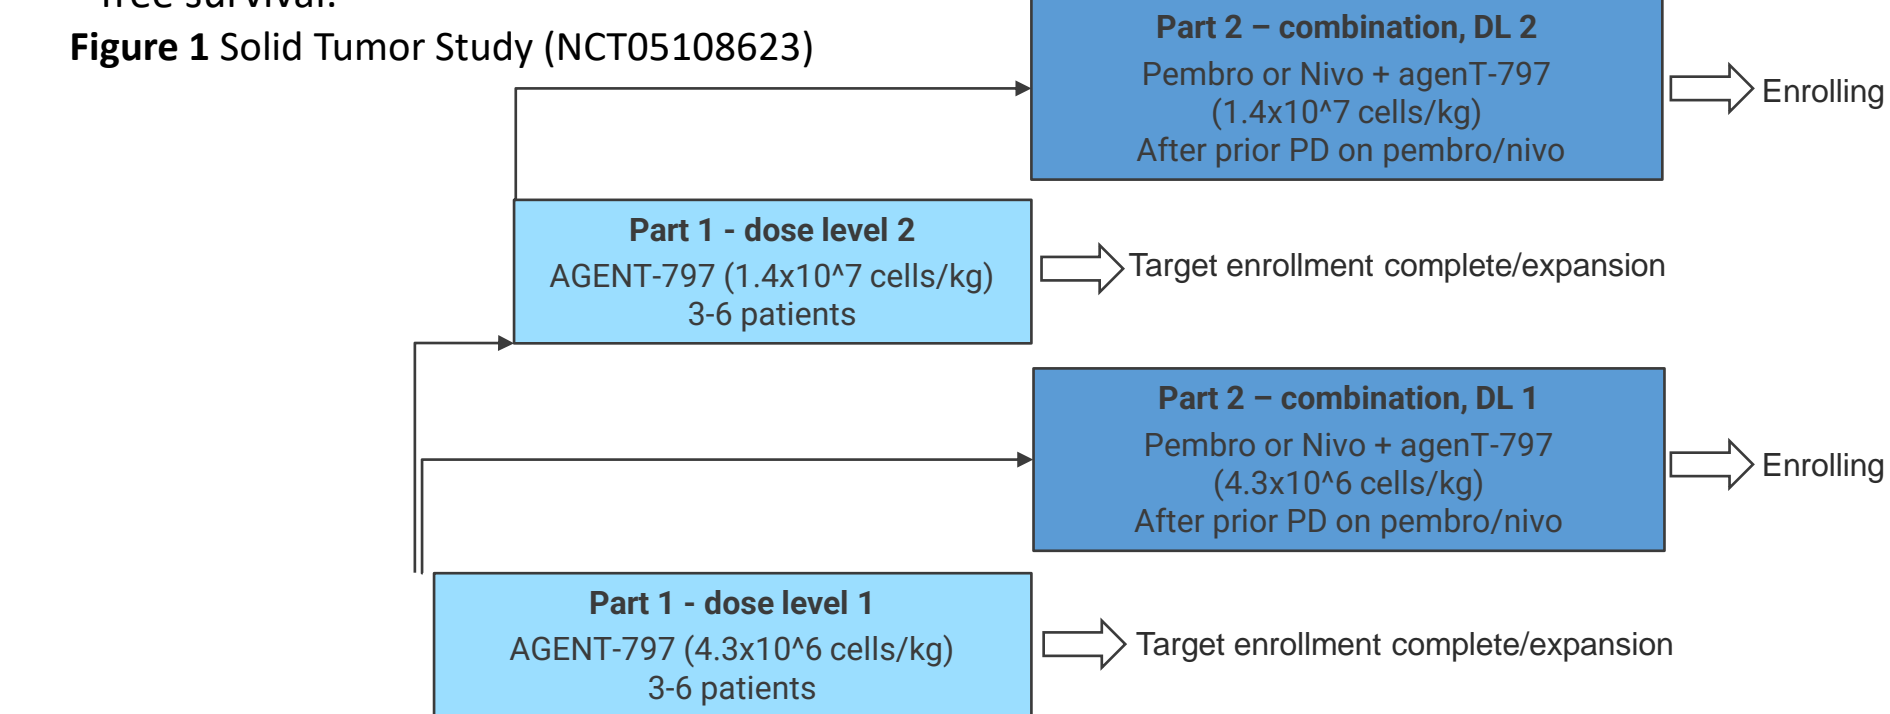 free survival.
Figure 1 Solid Tumor Study (NCT05108623)
Part 2 – combination, DL 2
Pembro or Nivo + agenT-797
(1.4x10^7 cells/kg)
After prior PD on pembro/nivo
Enrolling
Part 1 - dose level 2
AGENT-797 (1.4x10^7 cells/kg)
3-6 patients
Target enrollment complete/expansion
Part 2 – combination, DL 1
Pembro or Nivo + agenT-797
(4.3x10^6 cells/kg)
After prior PD on pembro/nivo
Enrolling
Part 1 - dose level 1
AGENT-797 (4.3x10^6 cells/kg)
3-6 patients
Target enrollment complete/expansion